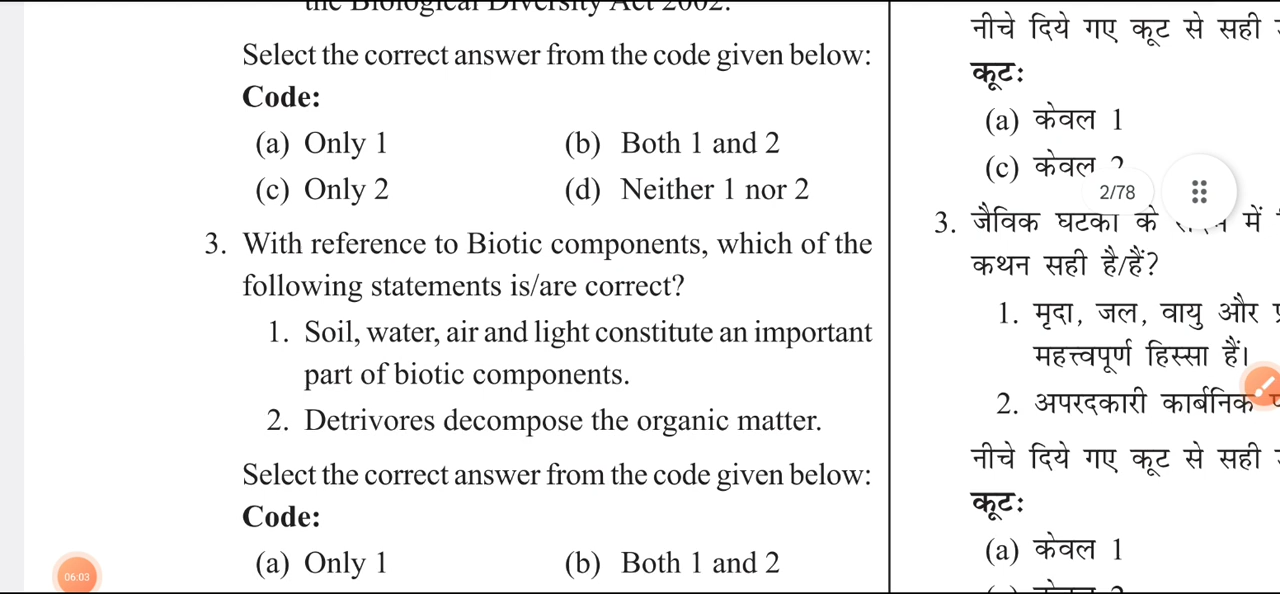 the Biological Diversity Act 2002.
Select the correct answer from the code given below:
Code:
(a) Only 1 (b) Both 1 and 2
(c) Only 2 (d) Neither 1 nor 2
3. With reference to Biotic components, which of the
following statements is/are correct?
1. Soil, water, air and light constitute an important
part of biotic components.
2. Detrivores decompose the organic matter.
Select the correct answer from the code given below:
Code:
(a) Only 1 (b) Both 1 and 2
06:03
नीचे दिये गए कूट से सही
कूटः
(a) केवल 1
(c) केवल
2/78
3. जैविक घटकों के में
कथन सही है/हैं?
1. मृदा, जल, वायु और
महत्त्वपूर्ण हिस्सा हैं।
2. अपरदकारी कार्बनिक
नीचे दिये गए कूट से सही
कूटः
(a) केवल 1